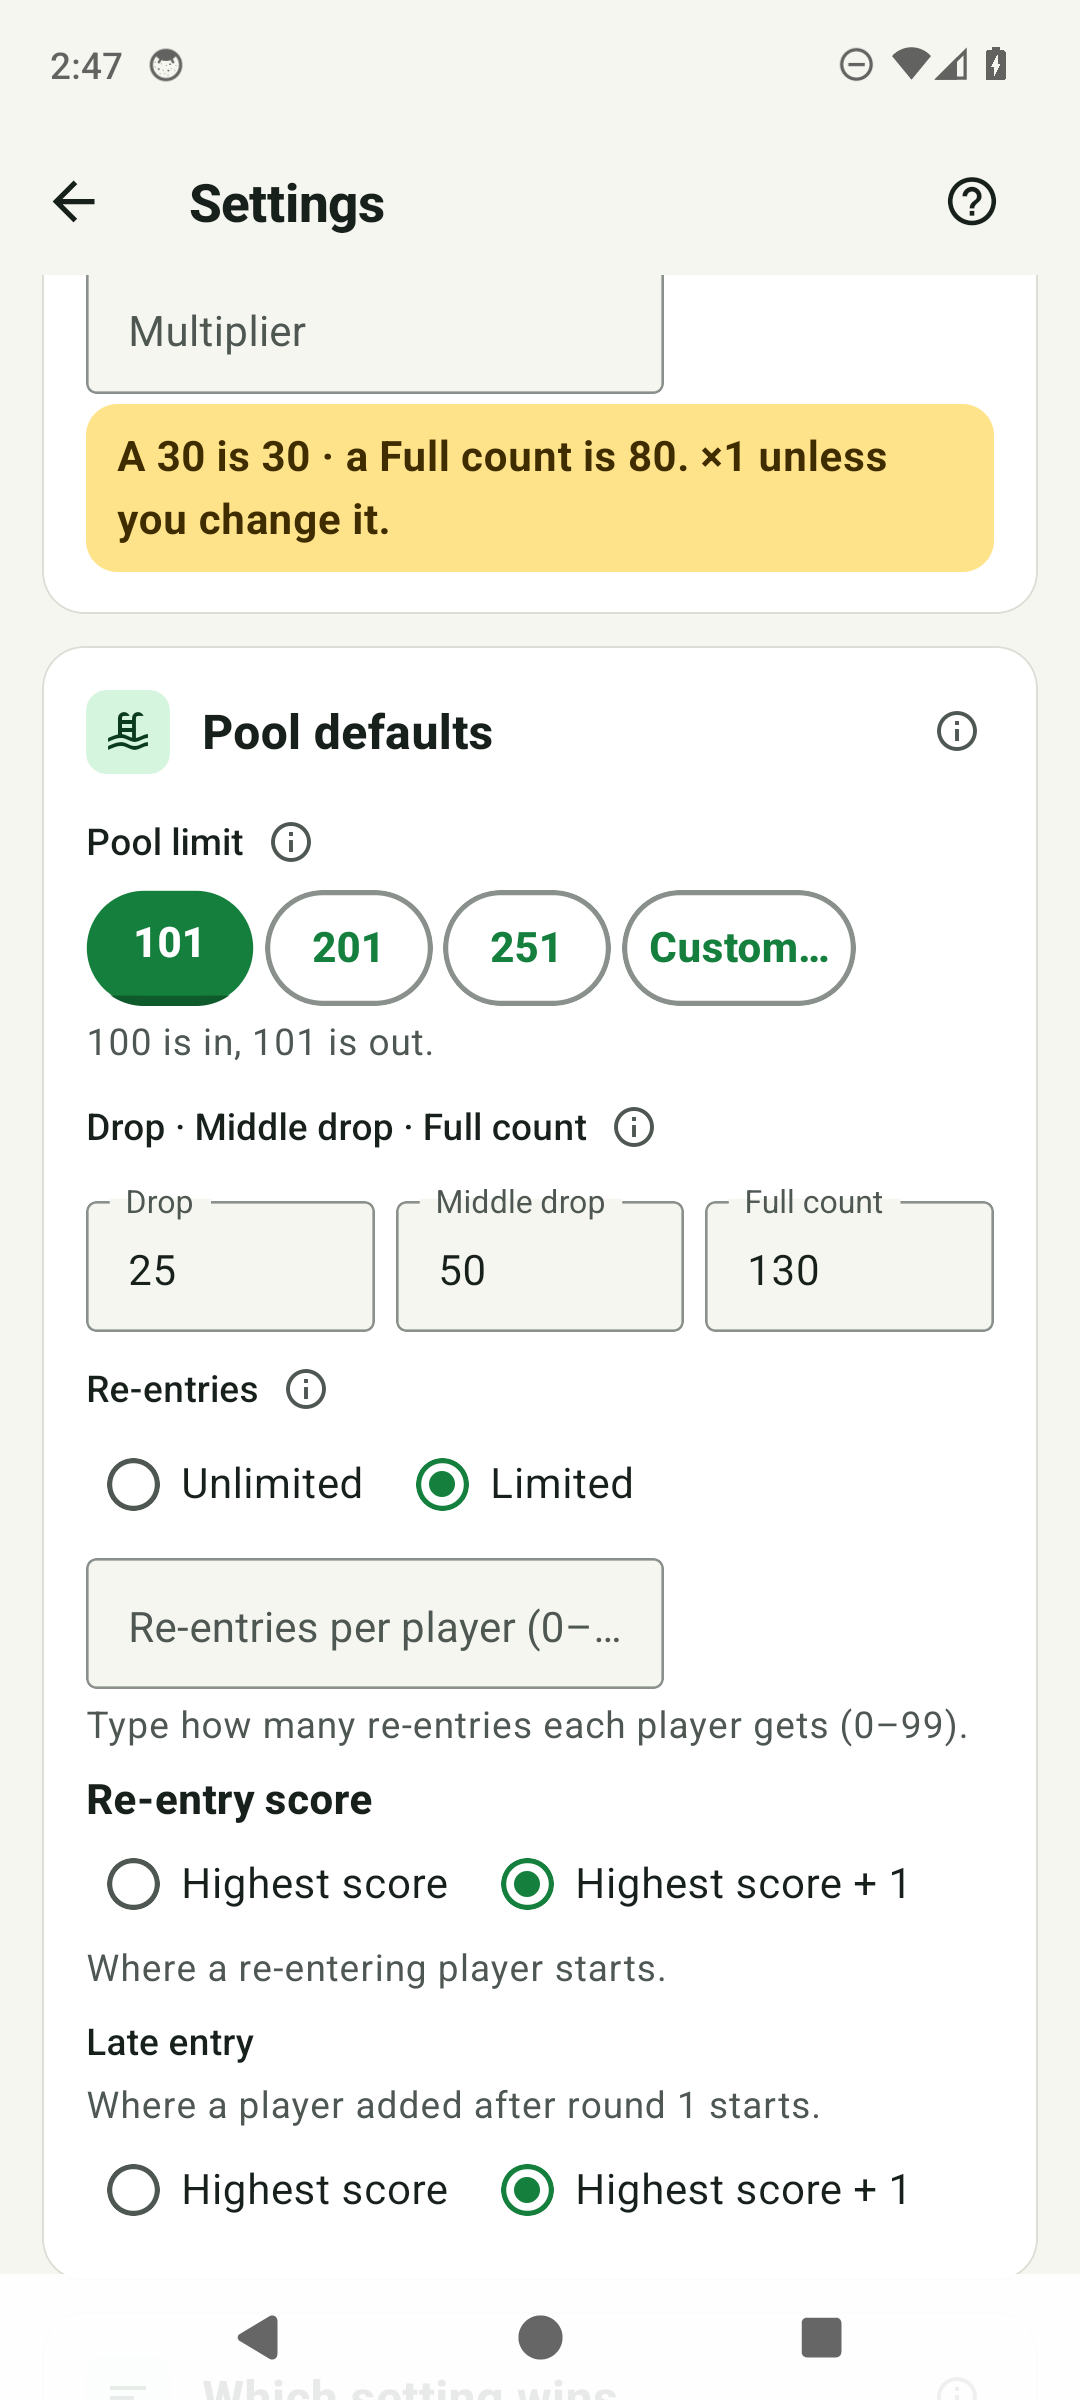 2:47
Settings
Multiplier
A 30 is 30 · a Full count is 80. ×1 unless
you change it.
Pool defaults
Pool limit
101 201 251 Custom…
100 is in, 101 is out.
Drop · Middle drop · Full count
Drop Middle drop Full count
25 50 130
Re-entries
Unlimited Limited
Re-entries per player (0–…
Type how many re-entries each player gets (0–99).
Re-entry score
Highest score Highest score + 1
Where a re-entering player starts.
Late entry
Where a player added after round 1 starts.
Highest score Highest score + 1
Which setting wins